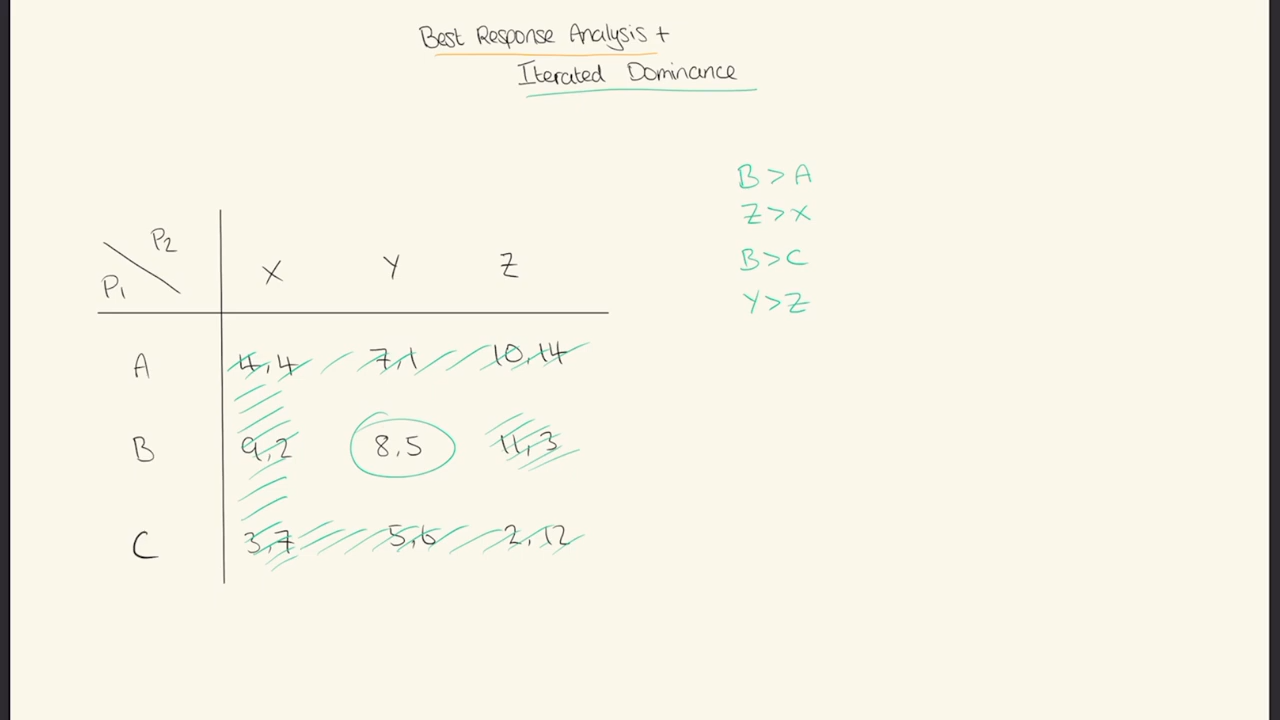 Best Response Analysis +
Iterated Dominance
B > A
Z > X
B > C
Y > Z
P2
P1
X Y Z
A 4,4 7,1 10,14
B 9,2 8,5 11,3
C 3,7 5,6 2,12